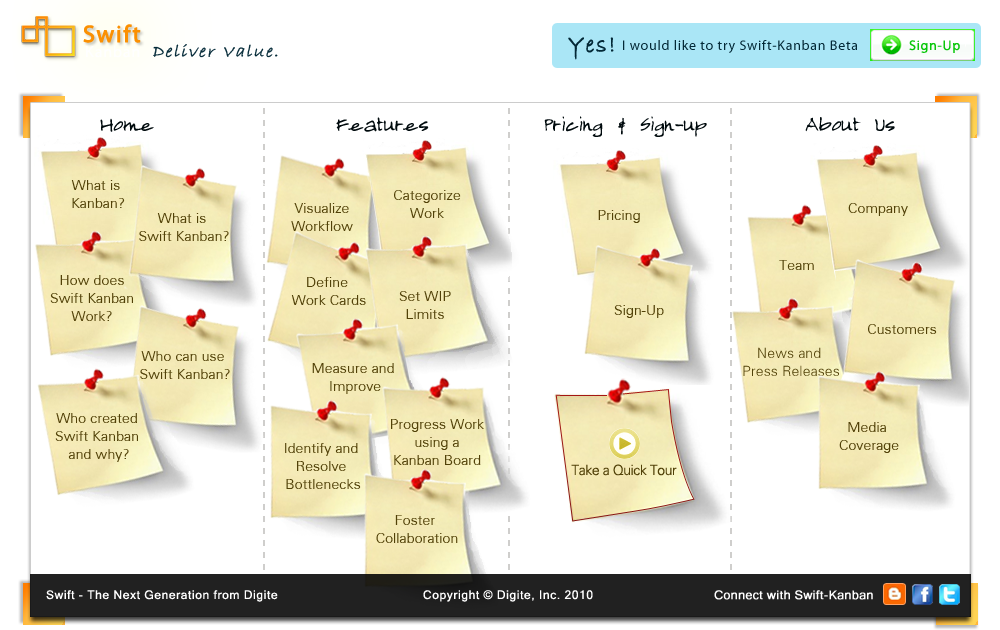 Swift
Deliver Value.
Yes! I would like to try Swift-Kanban Beta
Sign-Up
Home
What is
Kanban?
What is
Swift Kanban?
How does
Swift Kanban
Work?
Who can use
Swift Kanban?
Who created
Swift Kanban
and why?
Features
Visualize
Workflow
Categorize
Work
Define
Work Cards
Set WIP
Limits
Measure and
Improve
Progress Work
using a
Kanban Board
Identify and
Resolve
Bottlenecks
Foster
Collaboration
Pricing & Sign-up
Pricing
Sign-Up
Take a Quick Tour
About Us
Company
Team
Customers
News and
Press Releases
Media
Coverage
Swift - The Next Generation from Digite
Copyright © Digite, Inc. 2010
Connect with Swift-Kanban